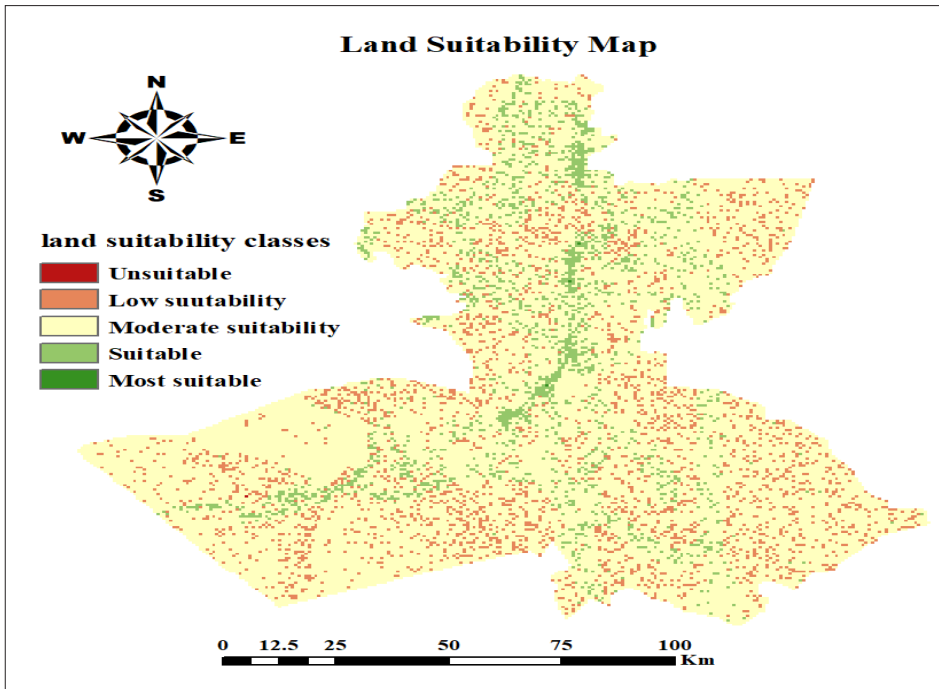 Land Suitability Map
N
W E
S
land suitability classes
Unsuitable
Low suutability
Moderate suitability
Suitable
Most suitable
0 12.5 25 50 75 100
Km